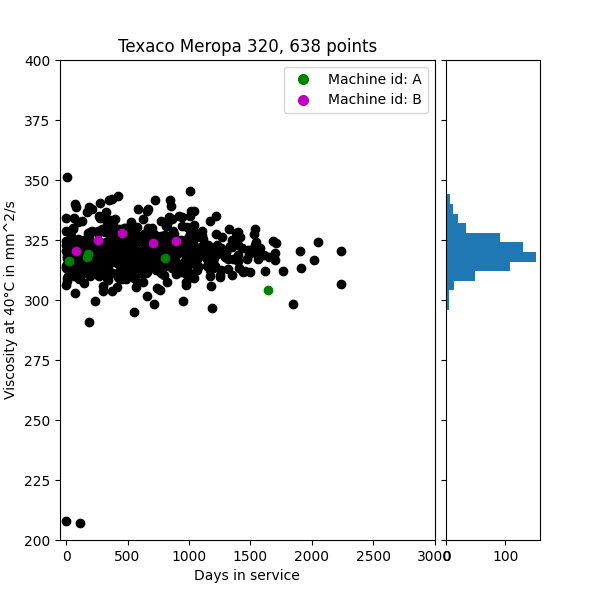 Texaco Meropa 320, 638 points
Machine id: A
Machine id: B
Viscosity at 40°C in mm^2/s
400
375
350
325
300
275
250
225
200
0 500 1000 1500 2000 2500 3000
0 100
Days in service